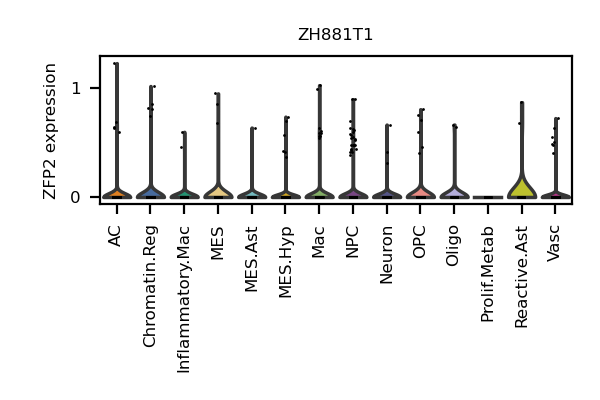 ZH881T1
ZFP2 expression
1
0
AC
Chromatin.Reg
Inflammatory.Mac
MES
MES.Ast
MES.Hyp
Mac
NPC
Neuron
OPC
Oligo
Prolif.Metab
Reactive.Ast
Vasc